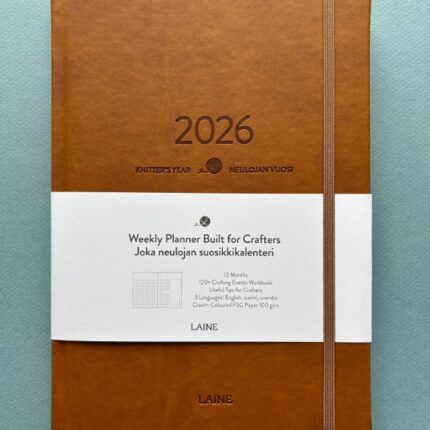 2026
KNITTER'S YEAR NEULOJAN VUOSI
Weekly Planner Built for Crafters
Joka neulojan suosikkikalenteri
12 Months
120+ Crafting Events Worldwide
Useful Tips for Crafters
3 Languages: English, suomi, svenska
Cream-Coloured FSC Paper 100 gsm
LAINE
LAINE